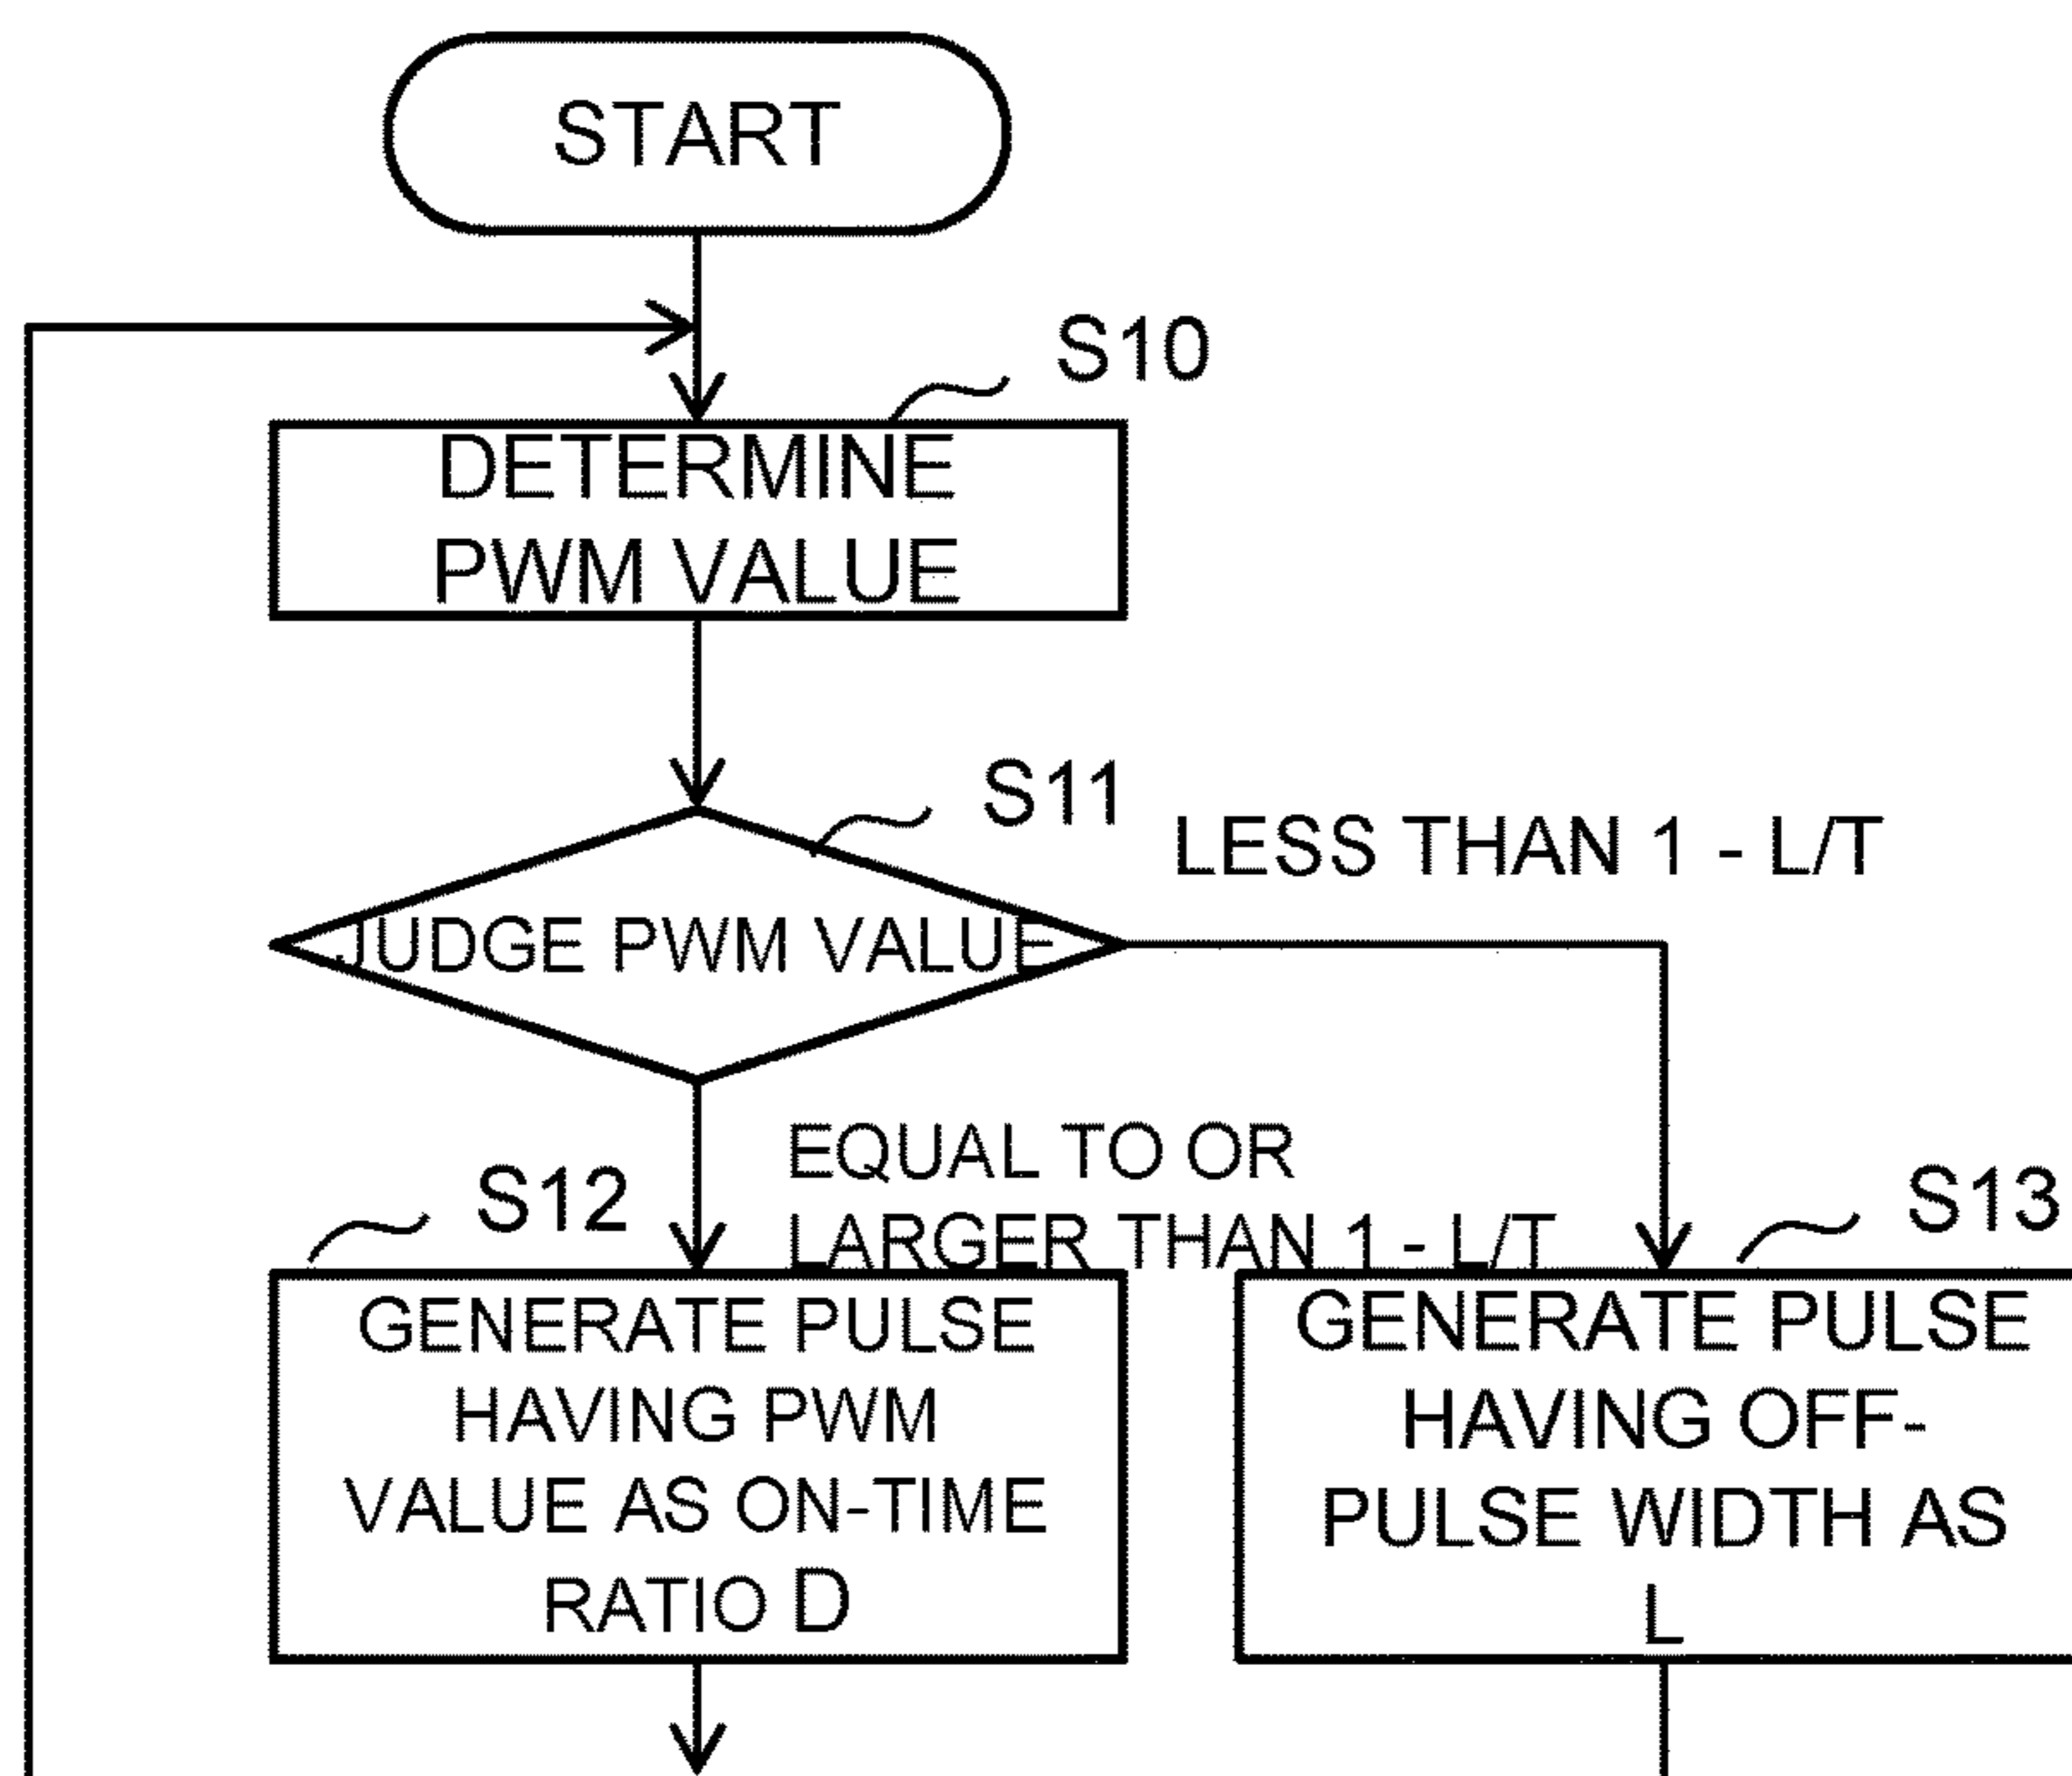 START
S10
DETERMINE
PWM VALUE
S11
LESS THAN 1 - L/T
JUDGE PWM VALUE
EQUAL TO OR
LARGER THAN 1 - L/T
S12
S13
GENERATE PULSE
HAVING PWM
VALUE AS ON-TIME
RATIO D
GENERATE PULSE
HAVING OFF-
PULSE WIDTH AS
L